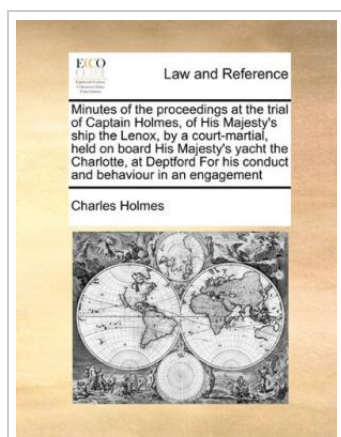 ECCO
Law and Reference
Minutes of the proceedings at the trial
of Captain Holmes, of His Majesty's
ship the Lenox, by a court-martial,
held on board His Majesty's yacht the
Charlotte, at Deptford For his conduct
and behaviour in an engagement
Charles Holmes